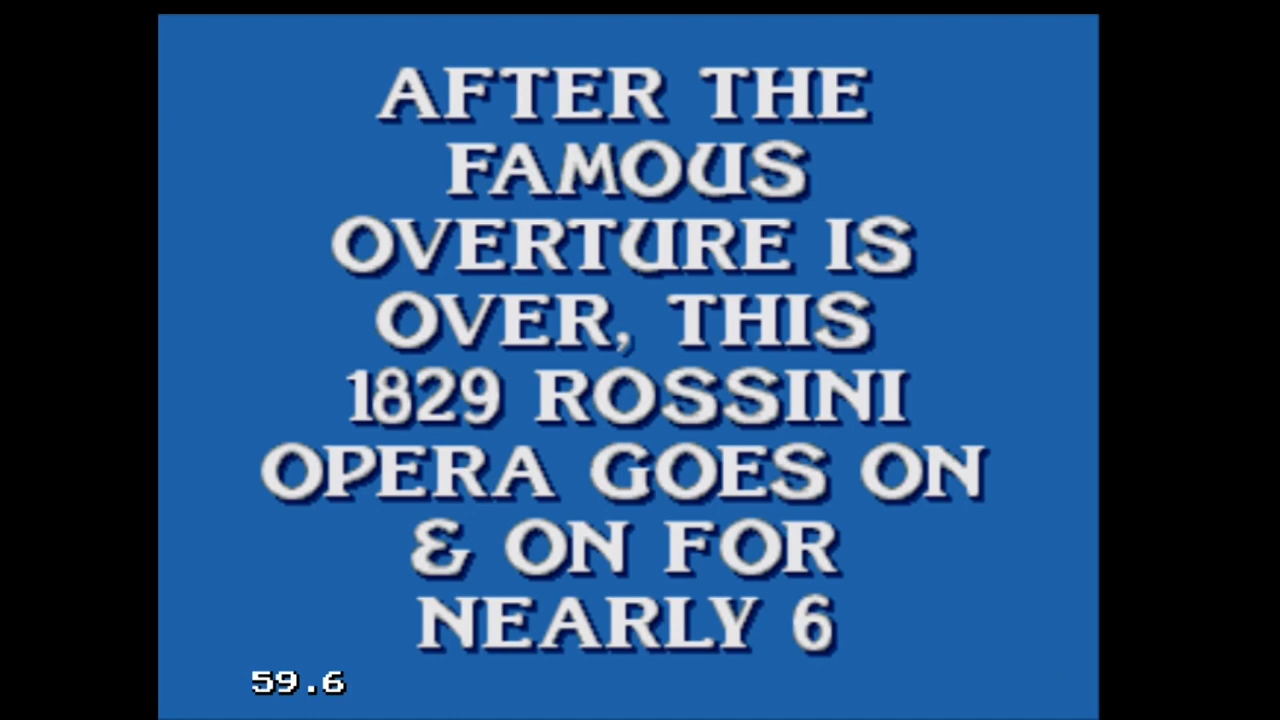 AFTER THE
FAMOUS
OVERTURE IS
OVER, THIS
1829 ROSSINI
OPERA GOES ON
& ON FOR
NEARLY 6
59.6